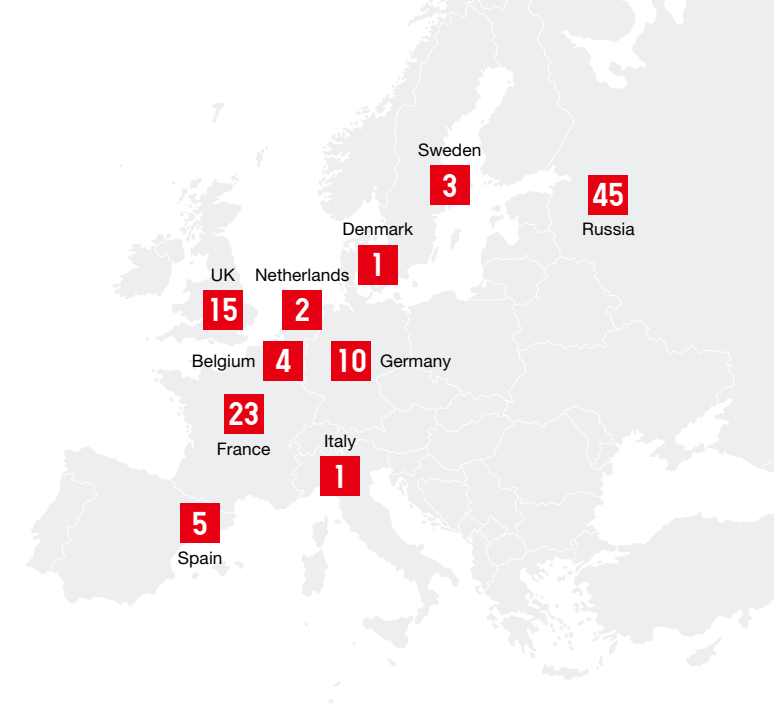 Sweden
3
45
Russia
Denmark
1
UK
15
Netherlands
2
Belgium
4
10
Germany
23
France
Italy
1
5
Spain